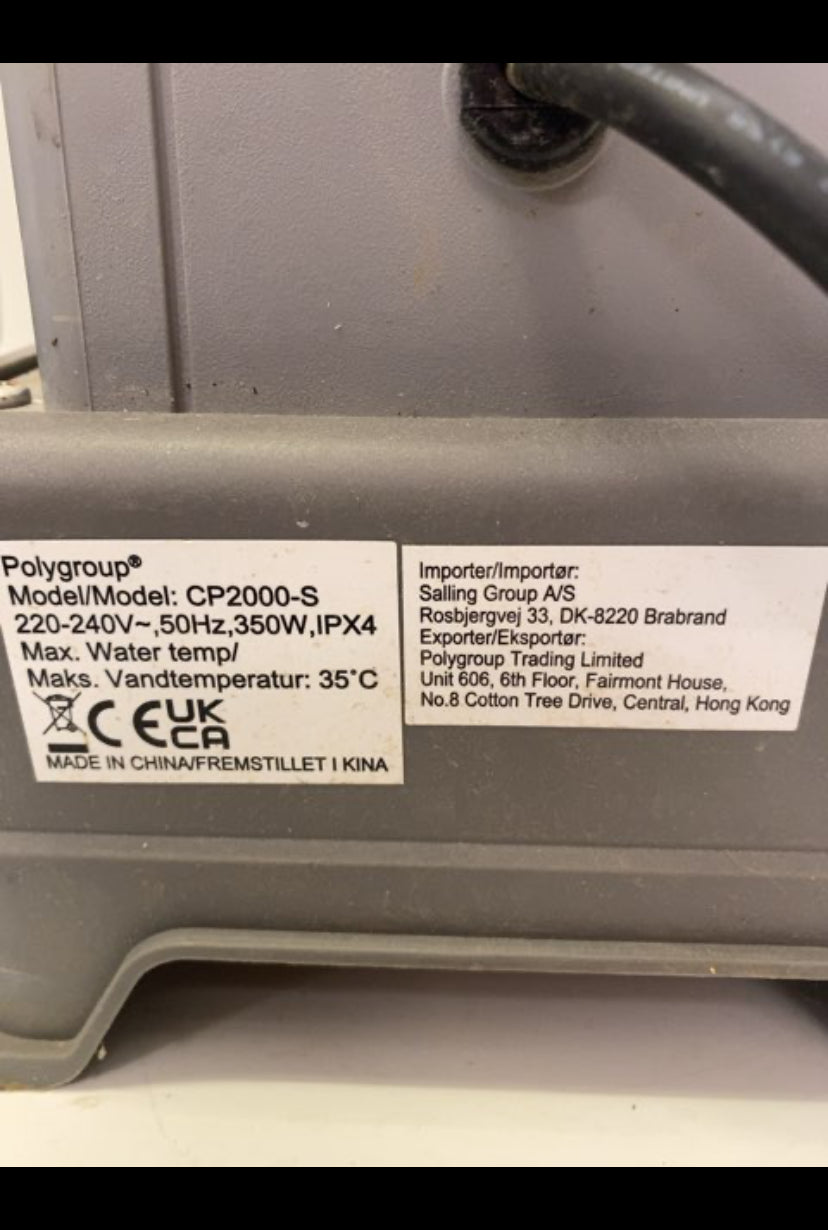 Polygroup®
Model/Model: CP2000-S
220-240V~,50Hz,350W,IPX4
Max. Water temp/
Maks. Vandtemperatur: 35°C
CE UK
CA
MADE IN CHINA/FREMSTILLET I KINA
Importer/Importør:
Salling Group A/S
Rosbjergvej 33, DK-8220 Brabrand
Exporter/Eksportør:
Polygroup Trading Limited
Unit 606, 6th Floor, Fairmont House,
No.8 Cotton Tree Drive, Central, Hong Kong